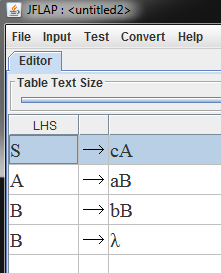 JFLAP : <untitled2>
File Input Test Convert Help
Editor
Table Text Size
LHS
S → cA
A → aB
B → bB
B → λ